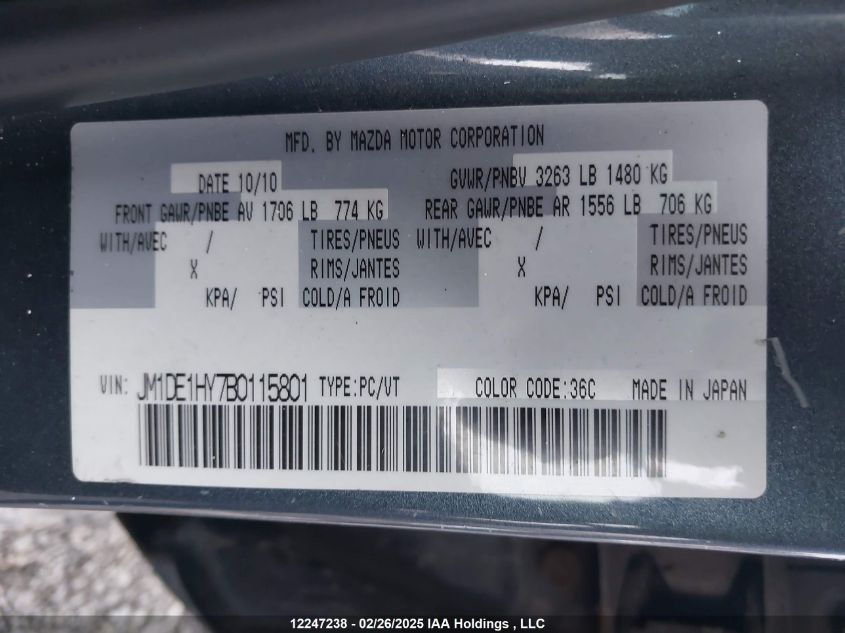 MFD. BY MAZDA MOTOR CORPORATION
DATE 10/10 GVWR/PNBV 3263 LB 1480 KG
FRONT GAWR/PNBE AV 1706 LB 774 KG REAR GAWR/PNBE AR 1556 LB 706 KG
WITH/AVEC / TIRES/PNEUS WITH/AVEC / TIRES/PNEUS
X RIMS/JANTES X RIMS/JANTES
KPA/ PSI COLD/A FROID KPA/ PSI COLD/A FROID
VIN: JM1DE1HY7B0115801 TYPE:PC/VT COLOR CODE:36C MADE IN JAPAN
12247238 - 02/26/2025 IAA Holdings , LLC